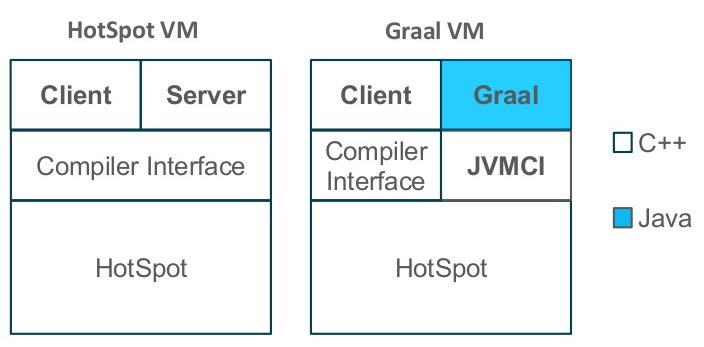 HotSpot VM
Client
Server
Compiler Interface
HotSpot
Graal VM
Client
Graal
Compiler
Interface
JVMCI
HotSpot
C++
Java